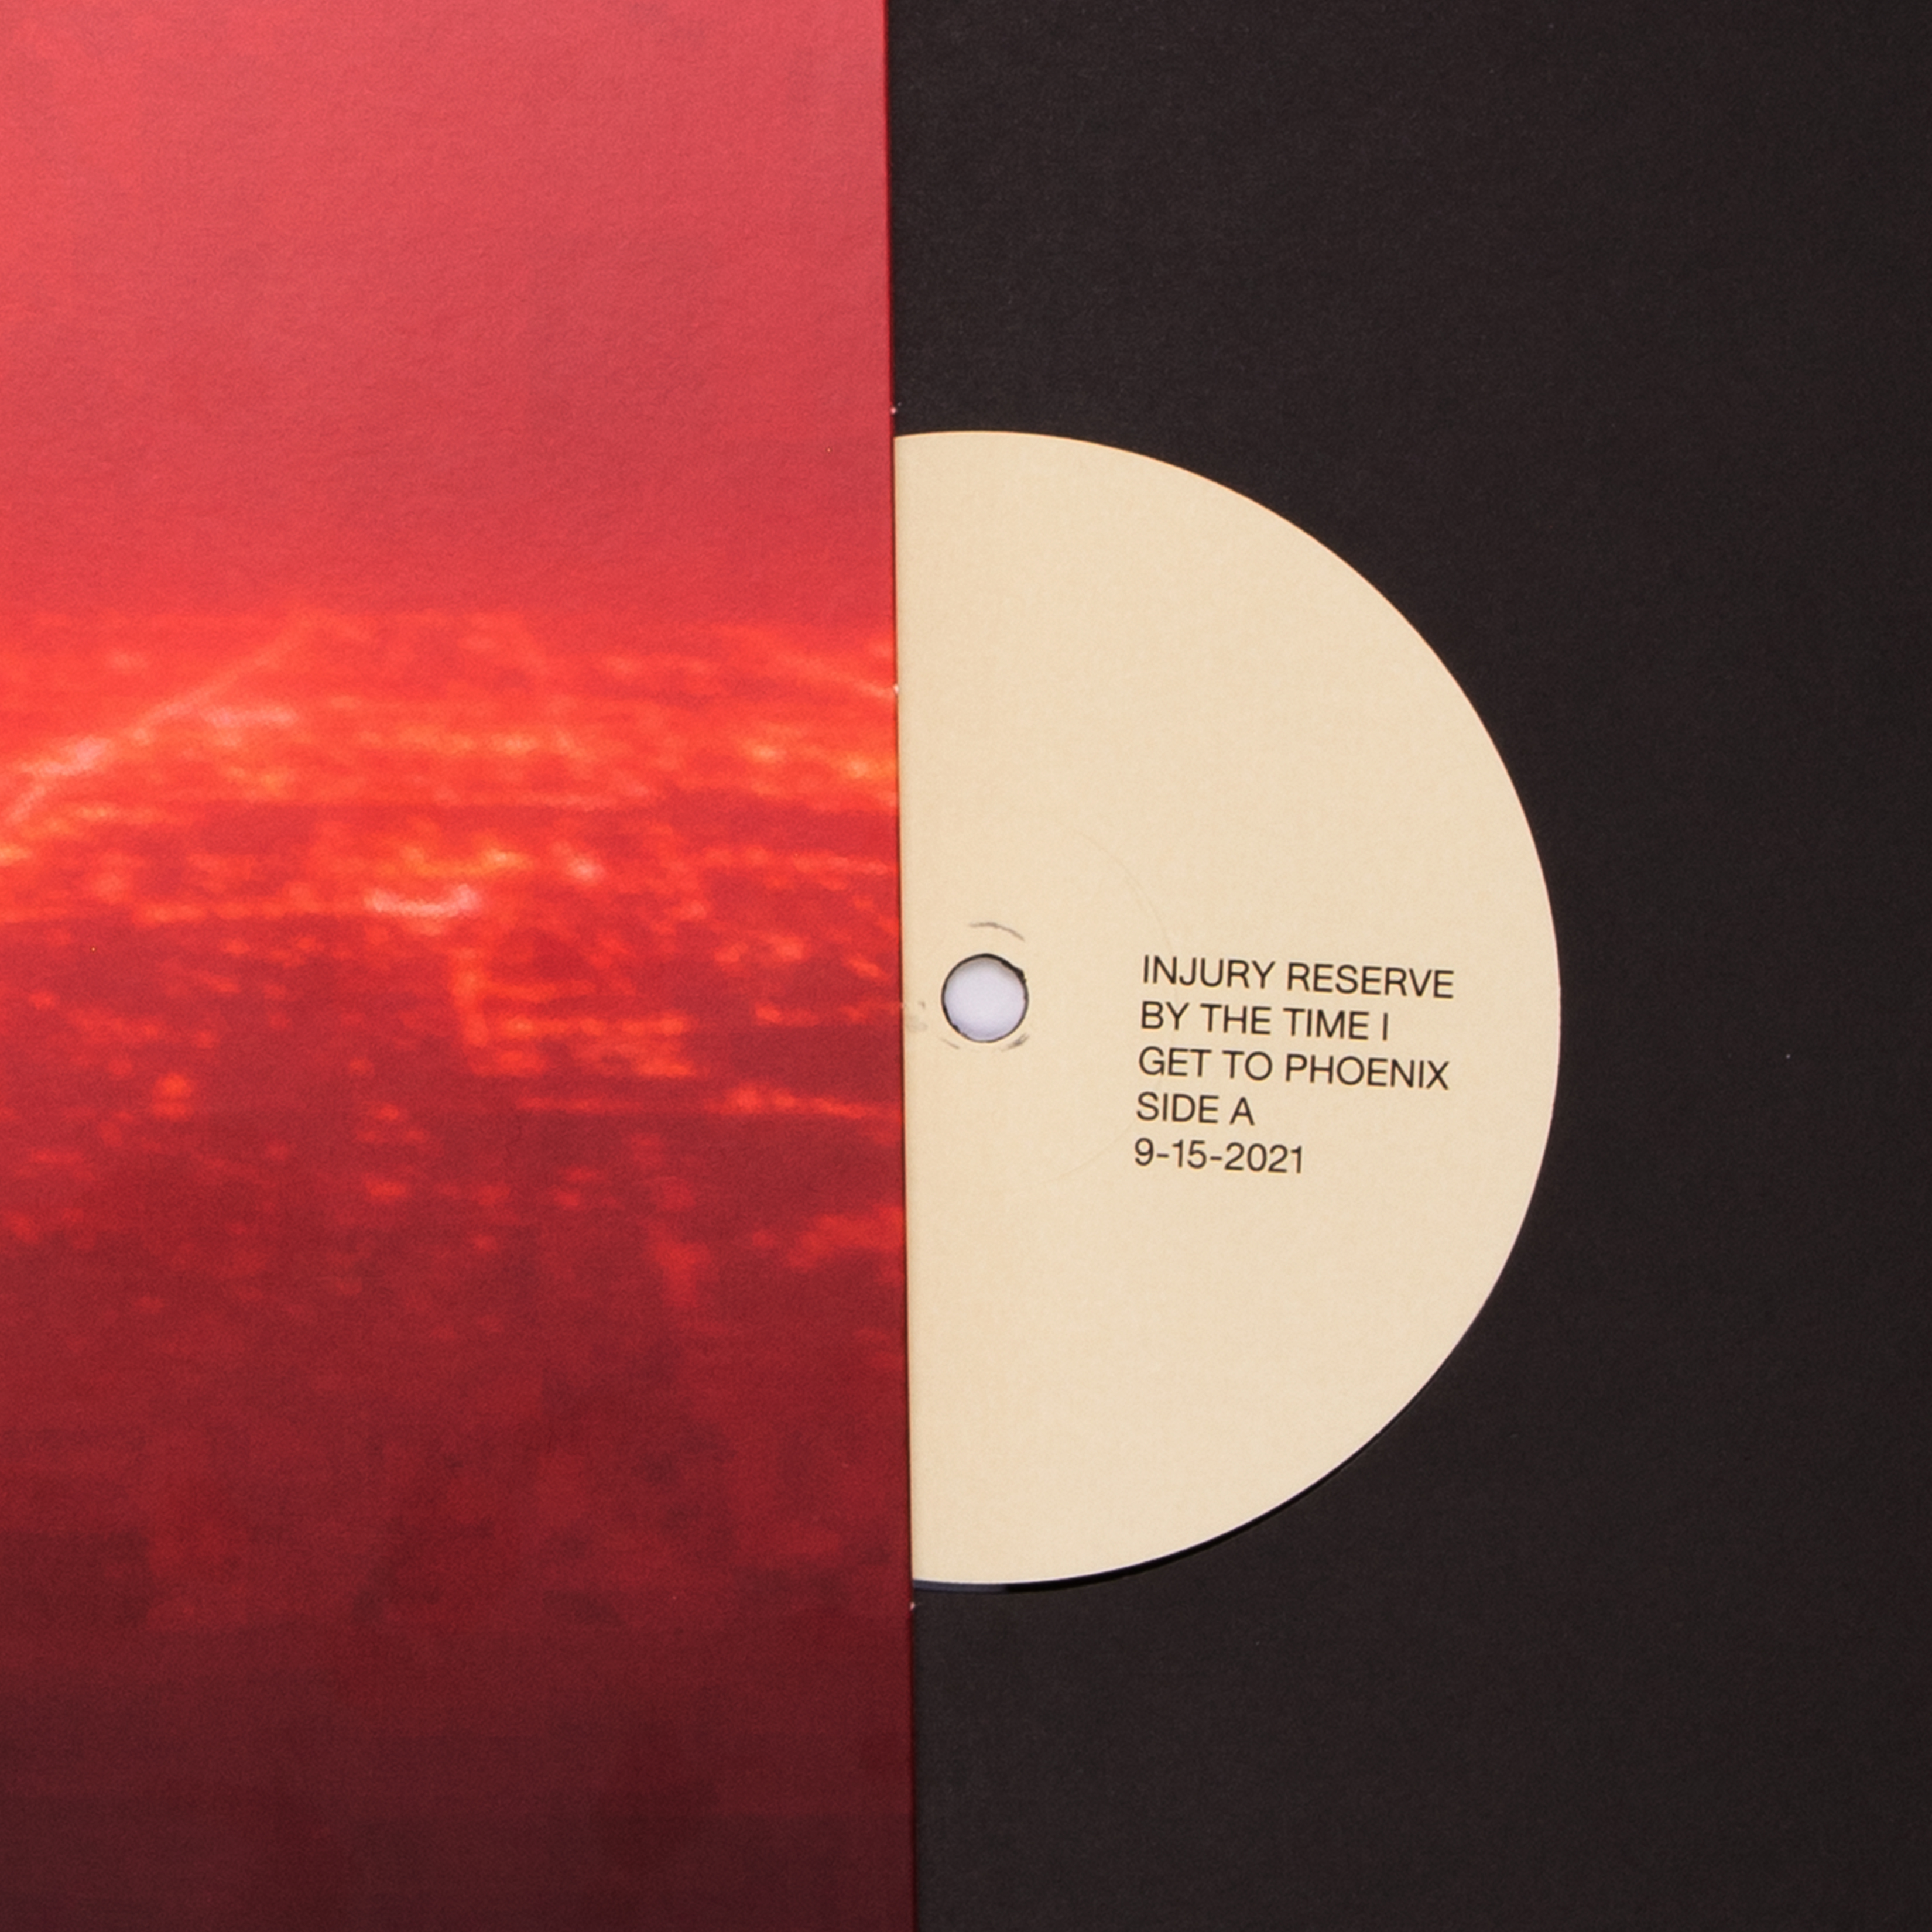 INJURY RESERVE
BY THE TIME I
GET TO PHOENIX
SIDE A
9-15-2021